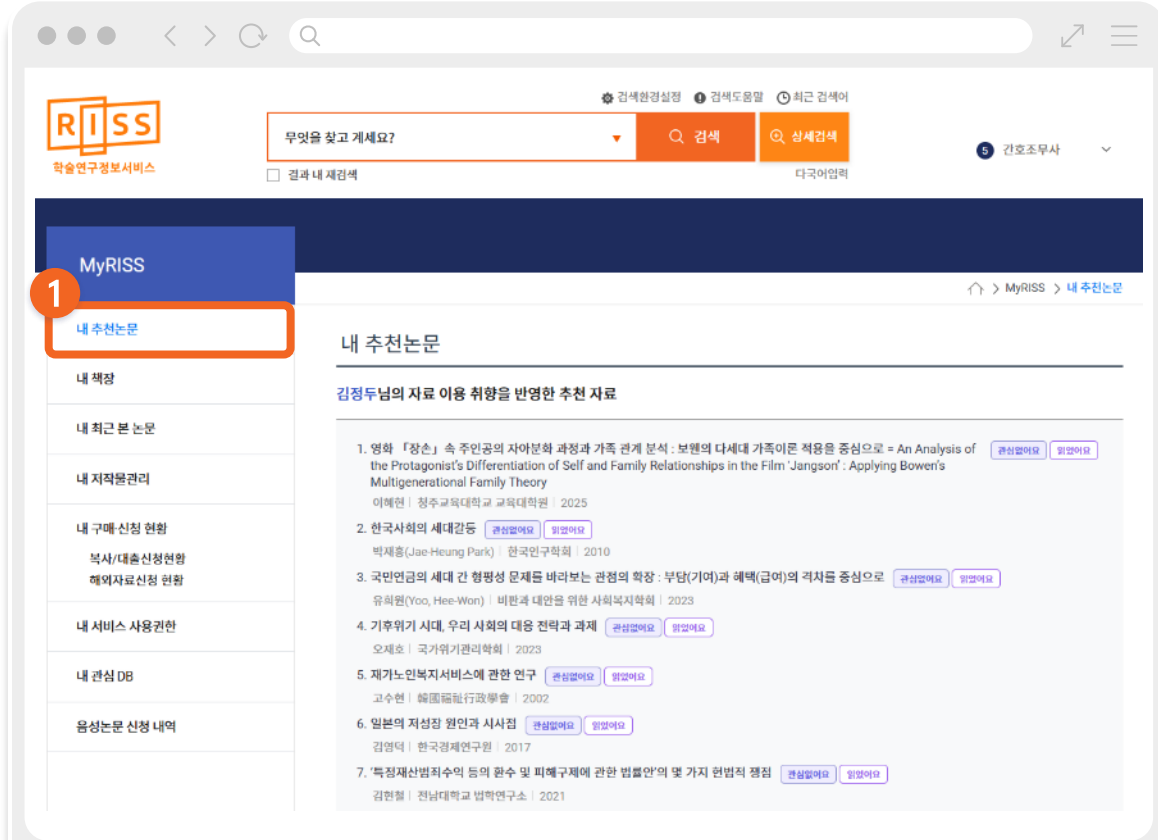 검색환경설정 검색도움말 최근 검색어
RISS
학술연구정보서비스
무엇을 찾고 계세요? 검색 상세검색
5 간호조무사
결과 내 재검색 다국어입력
MyRISS
MyRISS > 내 추천논문
1
내 추천논문
내 책장
내 최근 본 논문
내 저작물관리
내 구매·신청 현황
복사/대출신청현황
해외자료신청 현황
내 서비스 사용권한
내 관심 DB
음성논문 신청 내역
내 추천논문
김정두님의 자료 이용 취향을 반영한 추천 자료
1. 영화 「장손」 속 주인공의 자아분화 과정과 가족 관계 분석 : 보웬의 다세대 가족이론 적용을 중심으로 = An Analysis of 관심없어요 읽었어요
the Protagonist's Differentiation of Self and Family Relationships in the Film 'Jangson' : Applying Bowen's
Multigenerational Family Theory
이혜현 | 청주교육대학교 교육대학원 | 2025
2. 한국사회의 세대갈등 관심없어요 읽었어요
박재흥(Jae-Heung Park) | 한국인구학회 | 2010
3. 국민연금의 세대 간 형평성 문제를 바라보는 관점의 확장 : 부담(기여)과 혜택(급여)의 격차를 중심으로 관심없어요 읽었어요
유희원(Yoo, Hee-Won) | 비판과 대안을 위한 사회복지학회 | 2023
4. 기후위기 시대, 우리 사회의 대응 전략과 과제 관심없어요 읽었어요
오재호 | 국가위기관리학회 | 2023
5. 재가노인복지서비스에 관한 연구 관심없어요 읽었어요
고수현 | 韓國福祉行政學會 | 2002
6. 일본의 저성장 원인과 시사점 관심없어요 읽었어요
김영덕 | 한국경제연구원 | 2017
7. '특정재산범죄수익 등의 환수 및 피해구제에 관한 법률안'의 몇 가지 헌법적 쟁점 관심없어요 읽었어요
김현철 | 전남대학교 법학연구소 | 2021